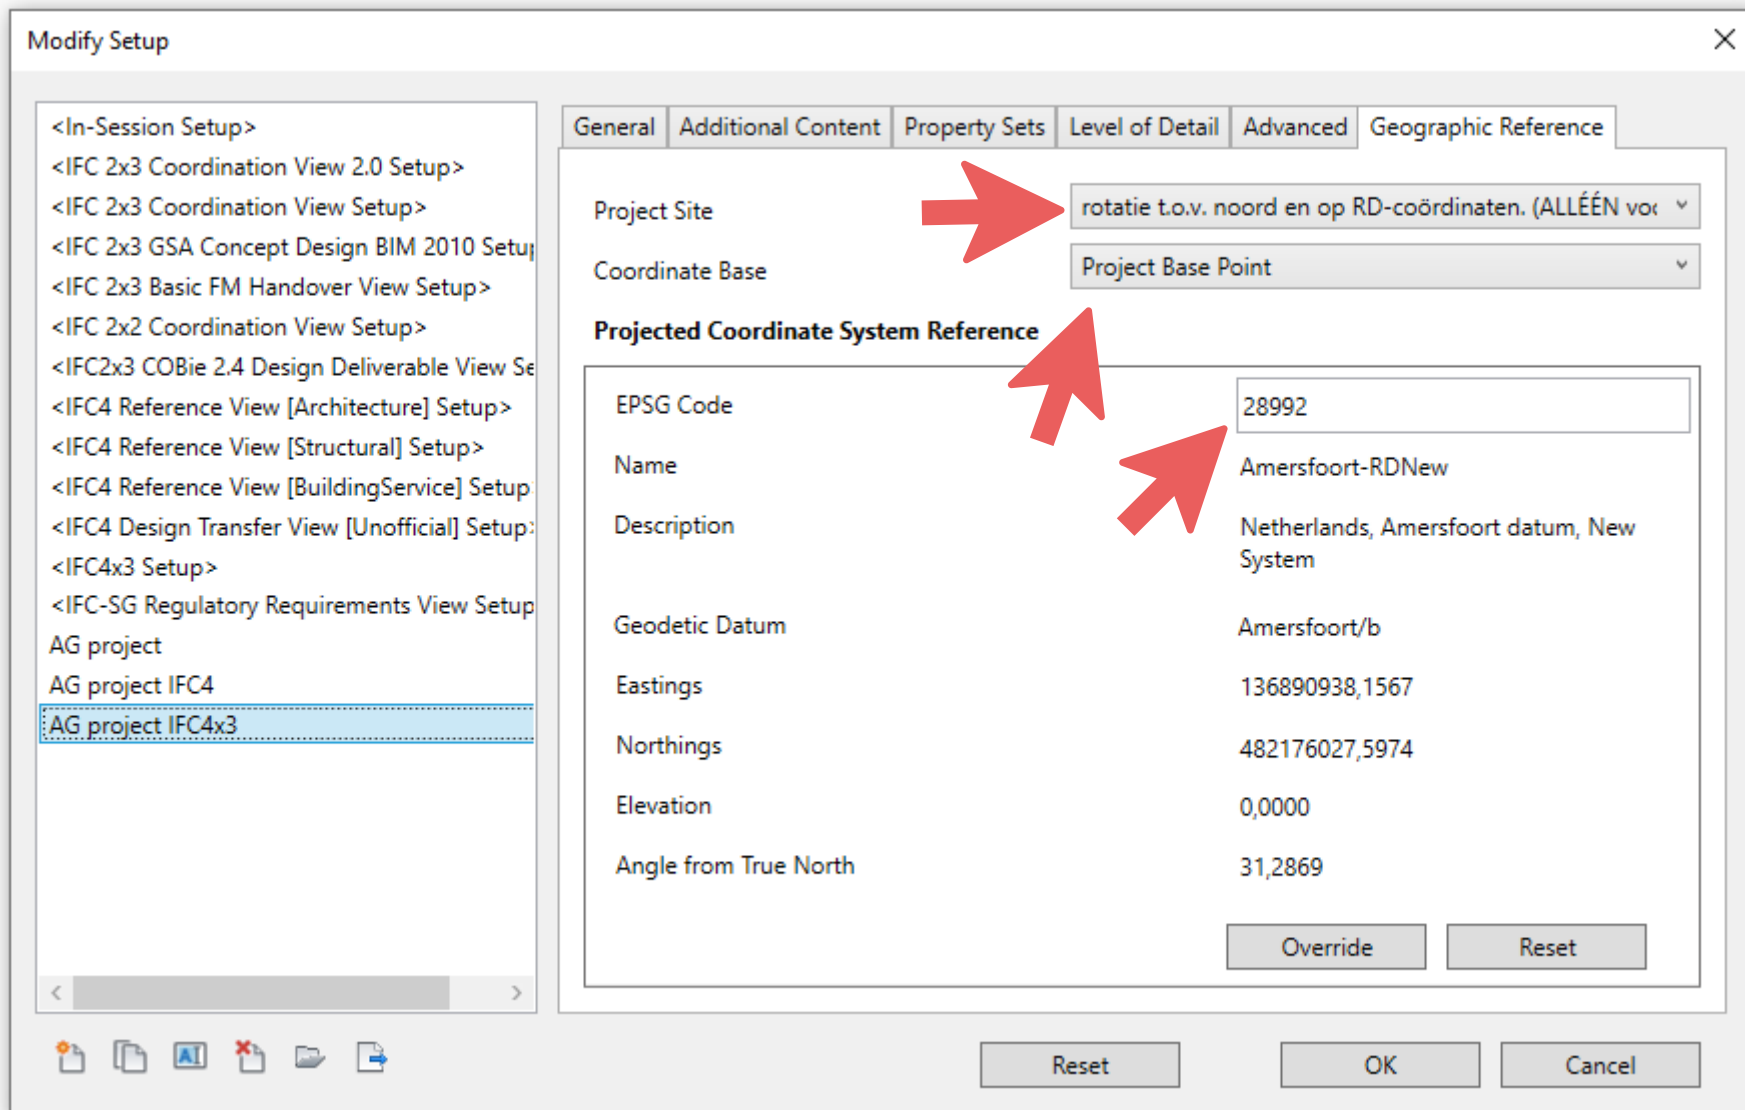 Modify Setup
<In-Session Setup>
<IFC 2x3 Coordination View 2.0 Setup>
<IFC 2x3 Coordination View Setup>
<IFC 2x3 GSA Concept Design BIM 2010 Setup
<IFC 2x3 Basic FM Handover View Setup>
<IFC 2x2 Coordination View Setup>
<IFC2x3 COBie 2.4 Design Deliverable View Se
<IFC4 Reference View [Architecture] Setup>
<IFC4 Reference View [Structural] Setup>
<IFC4 Reference View [BuildingService] Setup
<IFC4 Design Transfer View [Unofficial] Setup>
<IFC4x3 Setup>
<IFC-SG Regulatory Requirements View Setup
AG project
AG project IFC4
AG project IFC4x3
General Additional Content Property Sets Level of Detail Advanced Geographic Reference
Project Site rotatie t.o.v. noord en op RD-coördinaten. (ALLÉÉN voo
Coordinate Base Project Base Point
Projected Coordinate System Reference
EPSG Code 28992
Name Amersfoort-RDNew
Description Netherlands, Amersfoort datum, New
System
Geodetic Datum Amersfoort/b
Eastings 136890938,1567
Northings 482176027,5974
Elevation 0,0000
Angle from True North 31,2869
Override Reset
Reset OK Cancel